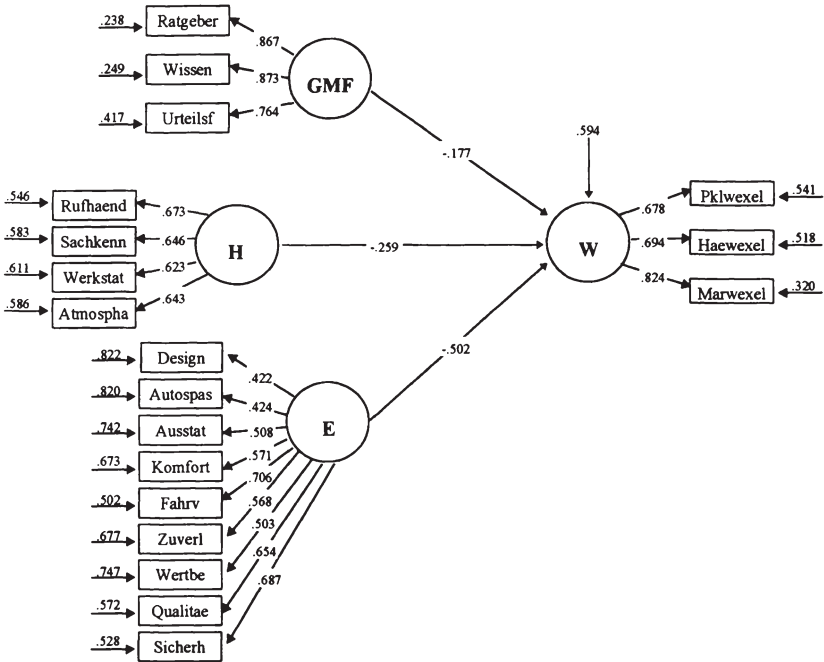 .238 Ratgeber .867
.249 Wissen .873
.417 Urteilsf .764
GMF
-.177
.594
.546 Rufhaend .673
.583 Sachkenn .646
.611 Werkstat .623
.586 Atmospha .643
H
-.259
W
.678 Pklwexel .541
.694 Haewexel .518
.824 Marwexel .320
-.502
.822 Design .422
.820 Autospas .424
.742 Ausstat .508
.673 Komfort .571
.502 Fahrv .706
.677 Zuverl .568
.747 Wertbe .503
.572 Qualitae .654
.528 Sicherh .687
E